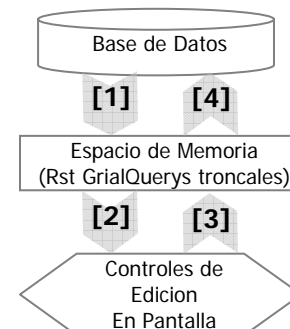 Base de Datos
[1] [4]
Espacio de Memoria
(Rst GrialQuerys troncales)
[2] [3]
Controles de
Edicion
En Pantalla